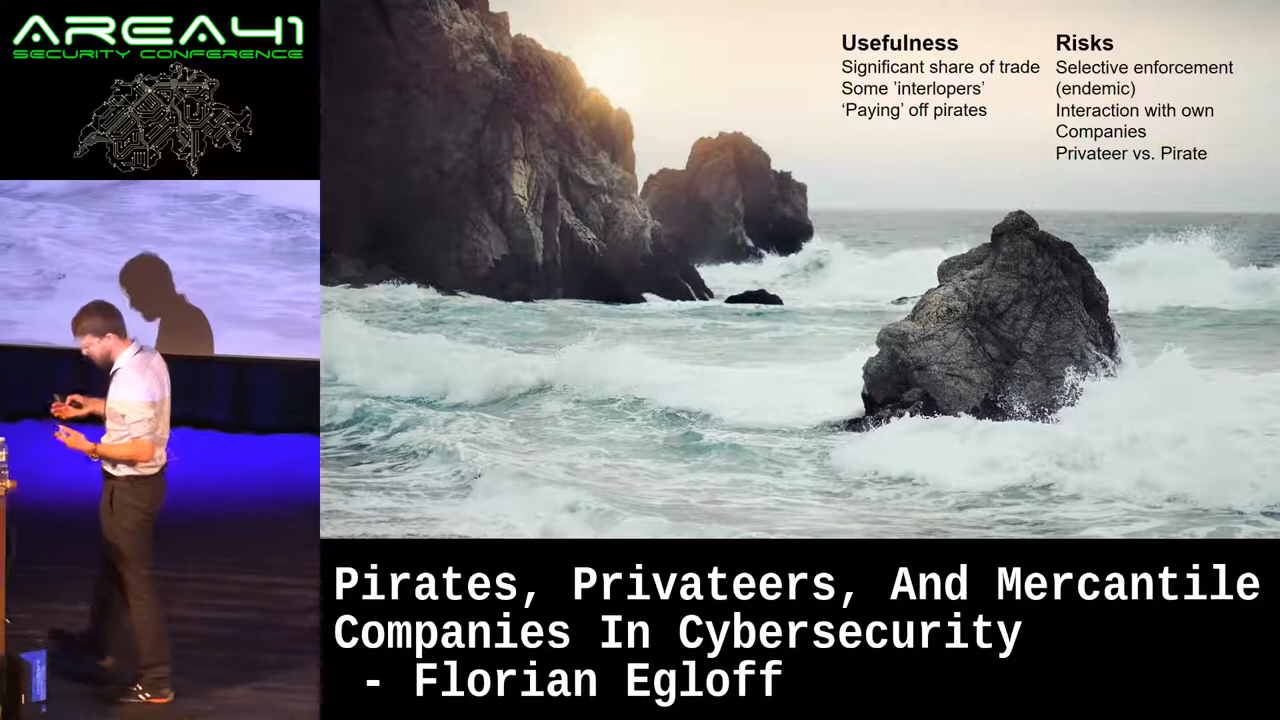 AREA41
SECURITY CONFERENCE
Usefulness
Significant share of trade
Some 'interlopers'
‘Paying’ off pirates
Risks
Selective enforcement
(endemic)
Interaction with own
Companies
Privateer vs. Pirate
Pirates, Privateers, And Mercantile
Companies In Cybersecurity
- Florian Egloff